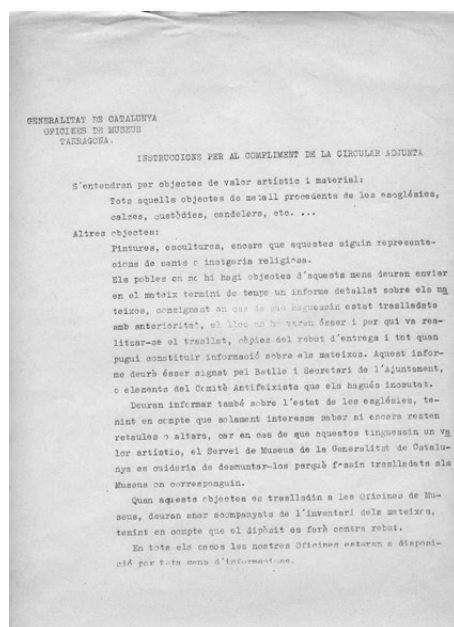 GENERALITAT DE CATALUNYA
OFICINES DE MUSEUS
TARRAGONA.
INSTRUCCIONS PER AL COMPLIMENT DE LA CIRCULAR ADJUNTA
S'entendran per objectes de valor artístic i material:
Tots aquells objectes de metall procedents de les esglésies,
calzes, custòdies, candelers, etc. ...
Altres objectes:
Pintures, escultures, encara que aquestes siguin representa-
cions de sants o imatgeria religiosa.
Els pobles on no hi hagi objectes d'aquests mena deuran enviar
en el mateix termini de temps un informe detallat sobre els ma
teixos, consignant en cas de que haguessin estat traslladats
amb anterioritat, el lloc on ho varen ésser i per qui va rea-
litzar-se el trasllat, còpies del rebut d'entrega i tot quan
pugui constituir informació sobre els mateixos. Aquest infor-
me deurà ésser signat pel Batlle i Secretari de l'Ajuntament,
o elements del Comitè Antifeixista que els hagués incautat.
Deuran informar també sobre l'estat de les esglésies, te-
nint en compte que solament interessa saber si encara resten
retaules o altars, car en cas de que aquestos tinguessin un va
lor artístic, el Servei de Museus de la Generalitat de Catalu-
nya es cuidaria de desmuntar-los perquè fossin traslladats als
Museus on corresponguin.
Quan aquests objectes es traslladin a les Oficines de Mu-
seus, deuran anar acompanyats de l'inventari dels mateixos,
tenint en compte que el dipòsit es farà contra rebut.
En tots els casos les nostres Oficines estaran a disposi-
ció per tota mena d'informacions.